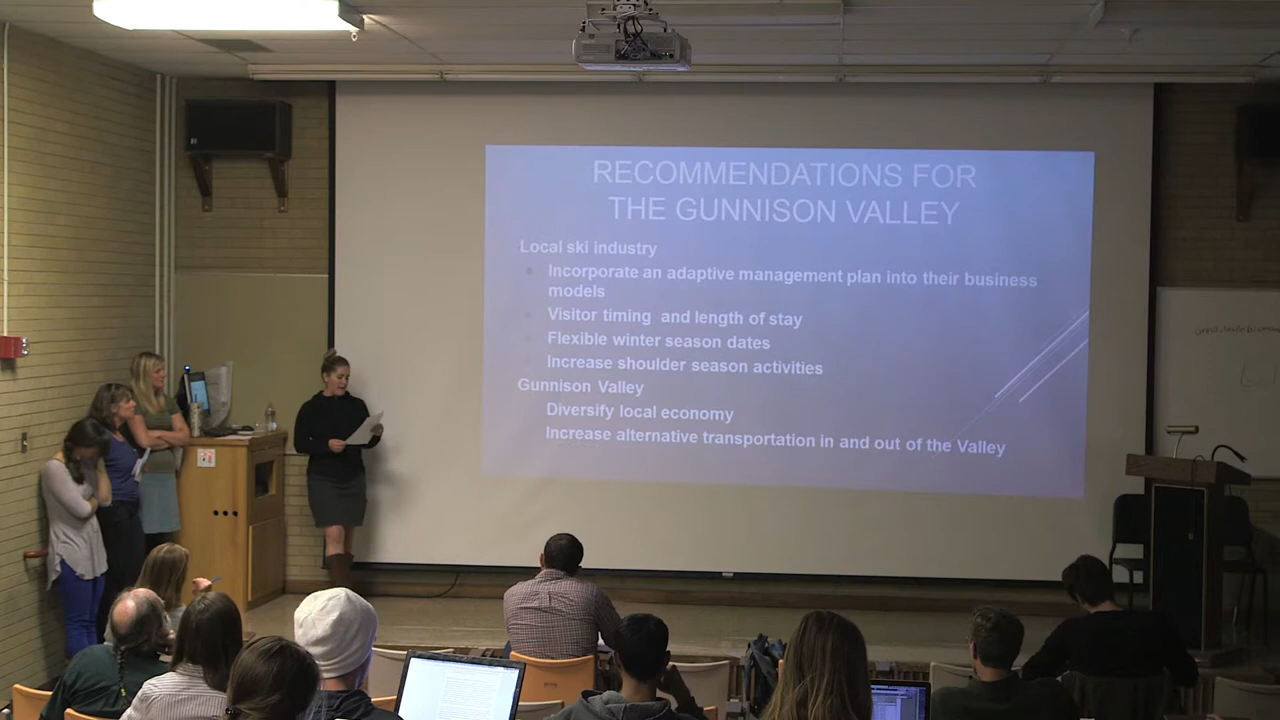 RECOMMENDATIONS FOR
THE GUNNISON VALLEY
Local ski industry
Incorporate an adaptive management plan into their business
models
Visitor timing and length of stay
Flexible winter season dates
Increase shoulder season activities
Gunnison Valley
Diversify local economy
Increase alternative transportation in and out of the Valley